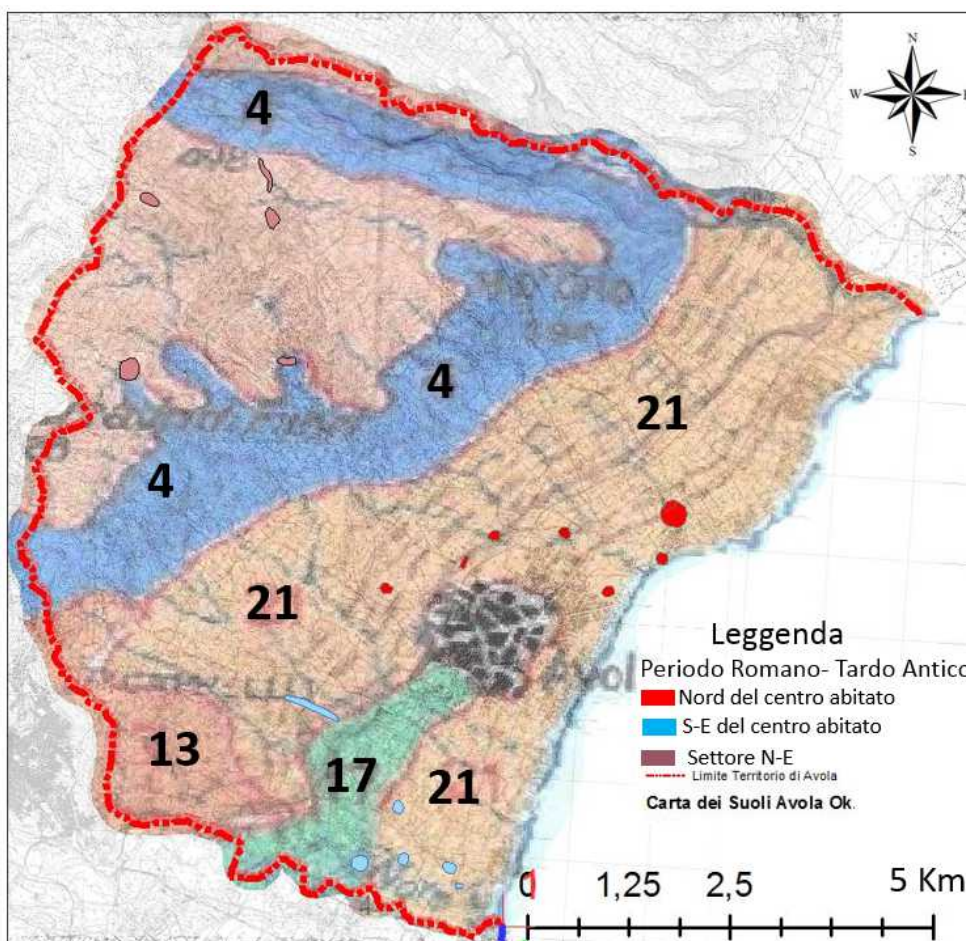 N
W
E
S
4
4
21
4
21
Avol
13
17
21
Leggenda
Periodo Romano- Tardo Antico
Nord del centro abitato
S-E del centro abitato
Settore N-E
Limite Territorio di Avola
Carta dei Suoli Avola Ok.
0 1,25 2,5 5 Km